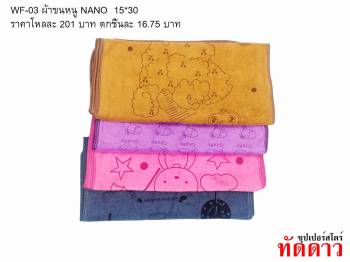 WF-03 ผ้าขนหนู NANO 15*30
ราคาโหลละ 201 บาท ตกชิ้นละ 16.75 บาท
ซุปเปอร์สโตร์
ทัดดาว